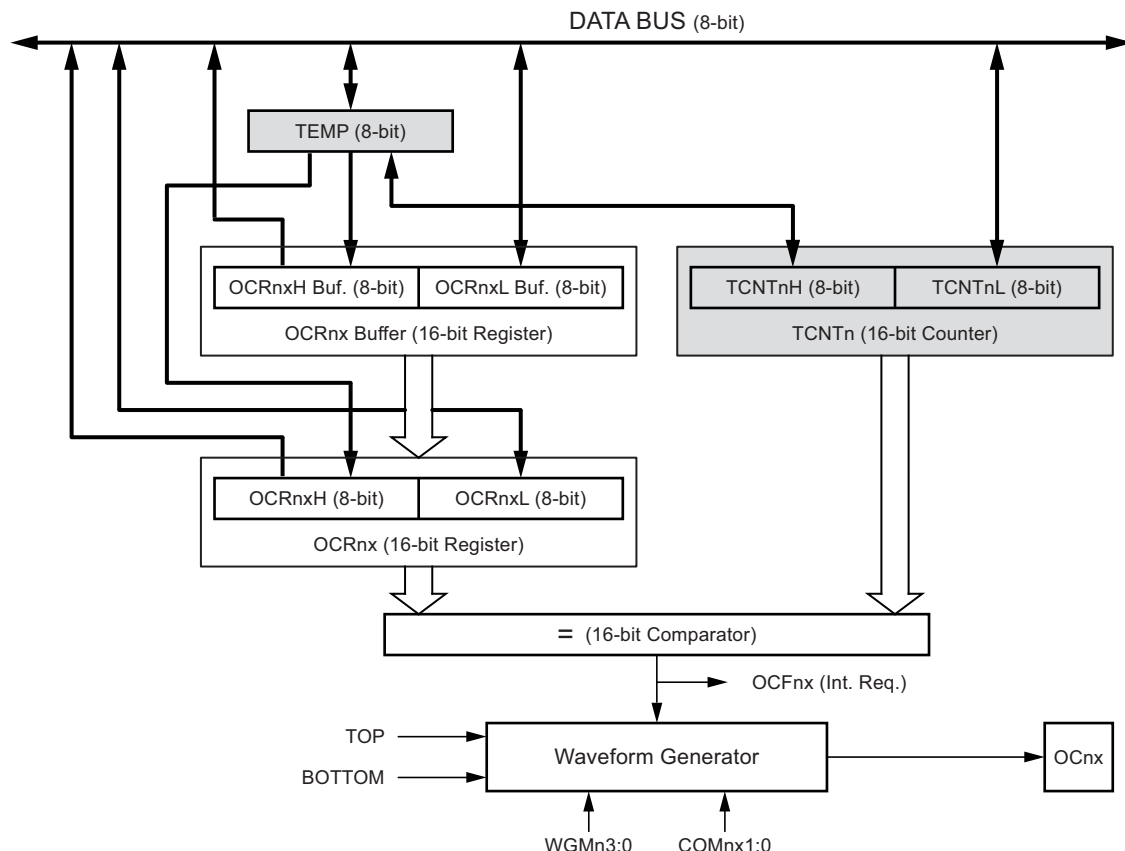 DATA BUS (8-bit)
TEMP (8-bit)
OCRnxH Buf. (8-bit)
OCRnxL Buf. (8-bit)
TCNTnH (8-bit)
TCNTnL (8-bit)
OCRnx Buffer (16-bit Register)
TCNTn (16-bit Counter)
OCRnxH (8-bit)
OCRnxL (8-bit)
OCRnx (16-bit Register)
= (16-bit Comparator)
OCFnx (Int. Req.)
TOP
BOTTOM
Waveform Generator
OCnx
WGMn3:0
COMnx1:0